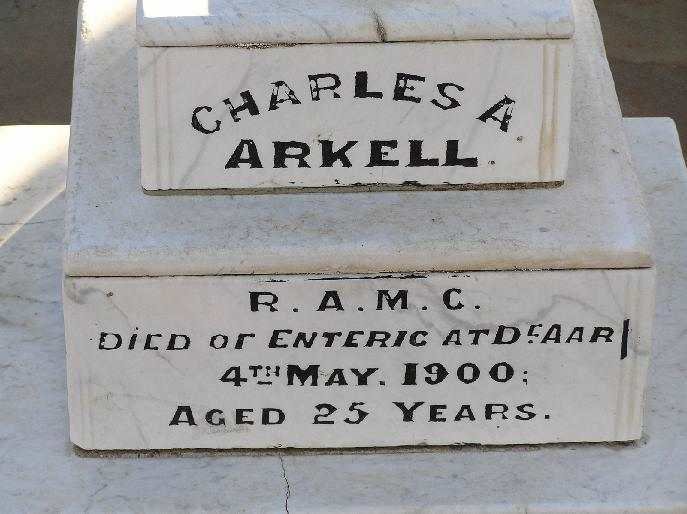 CHARLES A
ARKELL.
R. A. M. C.
DIED OF ENTERIC AT DE AAR
4TH MAY. 1900;
AGED 25 YEARS.